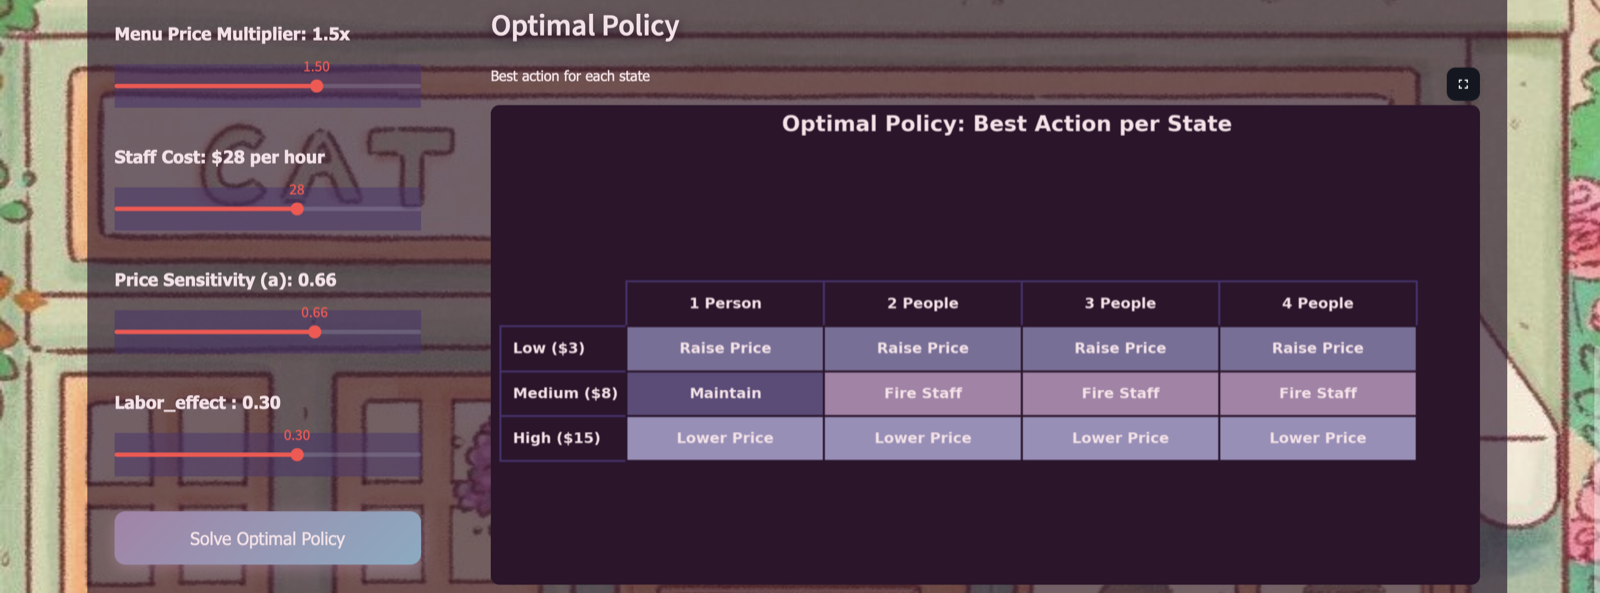 Menu Price Multiplier: 1.5x
1.50
CAT
Staff Cost: $28 per hour
28
Price Sensitivity (a): 0.66
0.66
Labor_effect : 0.30
0.30
Solve Optimal Policy
Optimal Policy
Best action for each state
Optimal Policy: Best Action per State
1 Person 2 People 3 People 4 People
Low ($3) Raise Price Raise Price Raise Price Raise Price
Medium ($8) Maintain Fire Staff Fire Staff Fire Staff
High ($15) Lower Price Lower Price Lower Price Lower Price